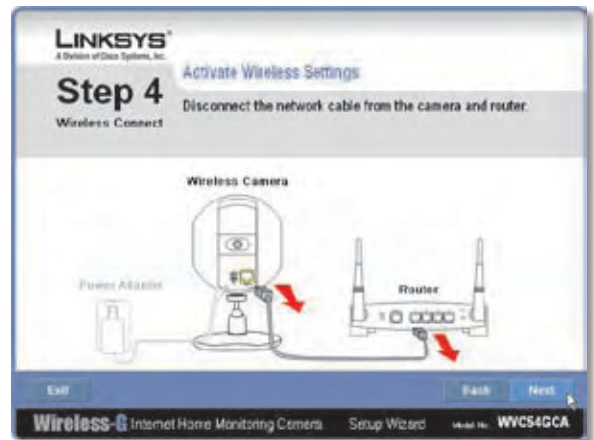 LINKSYS®
A Division of Cisco Systems, Inc.
Step 4
Wireless Connect
Activate Wireless Settings
Disconnect the network cable from the camera and router.
Wireless Camera
Power Adapter
Router
Exit
Back
Next
Wireless-G Internet Home Monitoring Camera Setup Wizard Model No. WVC54GCA